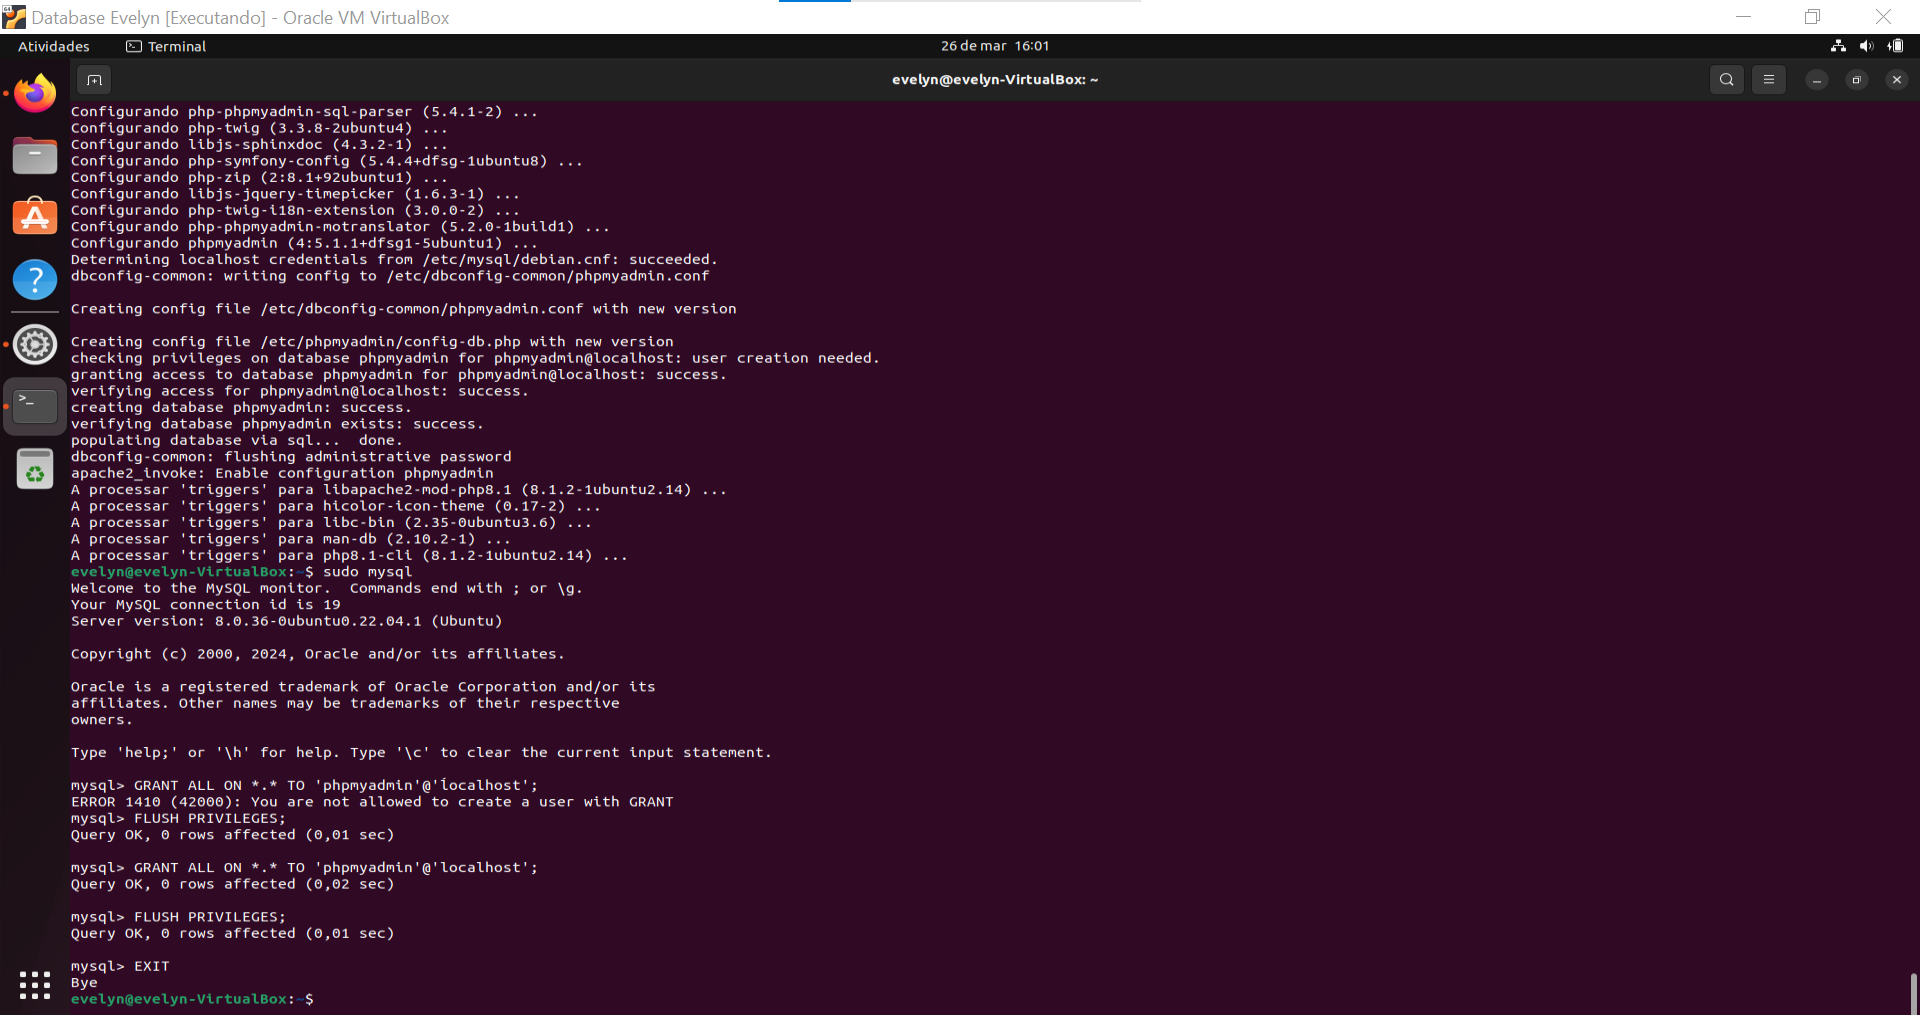 Database Evelyn [Executando] - Oracle VM VirtualBox
Atividades Terminal 26 de mar 16:01
evelyn@evelyn-VirtualBox: ~
Configurando php-phpmyadmin-sql-parser (5.4.1-2) ...
Configurando php-twig (3.3.8-2ubuntu4) ...
Configurando libjs-sphinxdoc (4.3.2-1) ...
Configurando php-symfony-config (5.4.4+dfsg-1ubuntu8) ...
Configurando php-zip (2:8.1+92ubuntu1) ...
Configurando libjs-jquery-timepicker (1.6.3-1) ...
Configurando php-twig-i18n-extension (3.0.0-2) ...
Configurando php-phpmyadmin-motranslator (5.2.0-1build1) ...
Configurando phpmyadmin (4:5.1.1+dfsg1-5ubuntu1) ...
Determining localhost credentials from /etc/mysql/debian.cnf: succeeded.
dbconfig-common: writing config to /etc/dbconfig-common/phpmyadmin.conf
Creating config file /etc/dbconfig-common/phpmyadmin.conf with new version
Creating config file /etc/phpmyadmin/config-db.php with new version
checking privileges on database phpmyadmin for phpmyadmin@localhost: user creation needed.
granting access to database phpmyadmin for phpmyadmin@localhost: success.
verifying access for phpmyadmin@localhost: success.
creating database phpmyadmin: success.
verifying database phpmyadmin exists: success.
populating database via sql...  done.
dbconfig-common: flushing administrative password
apache2_invoke: Enable configuration phpmyadmin
A processar 'triggers' para libapache2-mod-php8.1 (8.1.2-1ubuntu2.14) ...
A processar 'triggers' para hicolor-icon-theme (0.17-2) ...
A processar 'triggers' para libc-bin (2.35-0ubuntu3.6) ...
A processar 'triggers' para man-db (2.10.2-1) ...
A processar 'triggers' para php8.1-cli (8.1.2-1ubuntu2.14) ...
evelyn@evelyn-VirtualBox:~$ sudo mysql
Welcome to the MySQL monitor.  Commands end with ; or \g.
Your MySQL connection id is 19
Server version: 8.0.36-0ubuntu0.22.04.1 (Ubuntu)
Copyright (c) 2000, 2024, Oracle and/or its affiliates.
Oracle is a registered trademark of Oracle Corporation and/or its
affiliates. Other names may be trademarks of their respective
owners.
Type 'help;' or '\h' for help. Type '\c' to clear the current input statement.
mysql> GRANT ALL ON *.* TO 'phpmyadmin'@'ĺocalhost';
ERROR 1410 (42000): You are not allowed to create a user with GRANT
mysql> FLUSH PRIVILEGES;
Query OK, 0 rows affected (0,01 sec)
mysql> GRANT ALL ON *.* TO 'phpmyadmin'@'localhost';
Query OK, 0 rows affected (0,02 sec)
mysql> FLUSH PRIVILEGES;
Query OK, 0 rows affected (0,01 sec)
mysql> EXIT
Bye
evelyn@evelyn-VirtualBox:~$